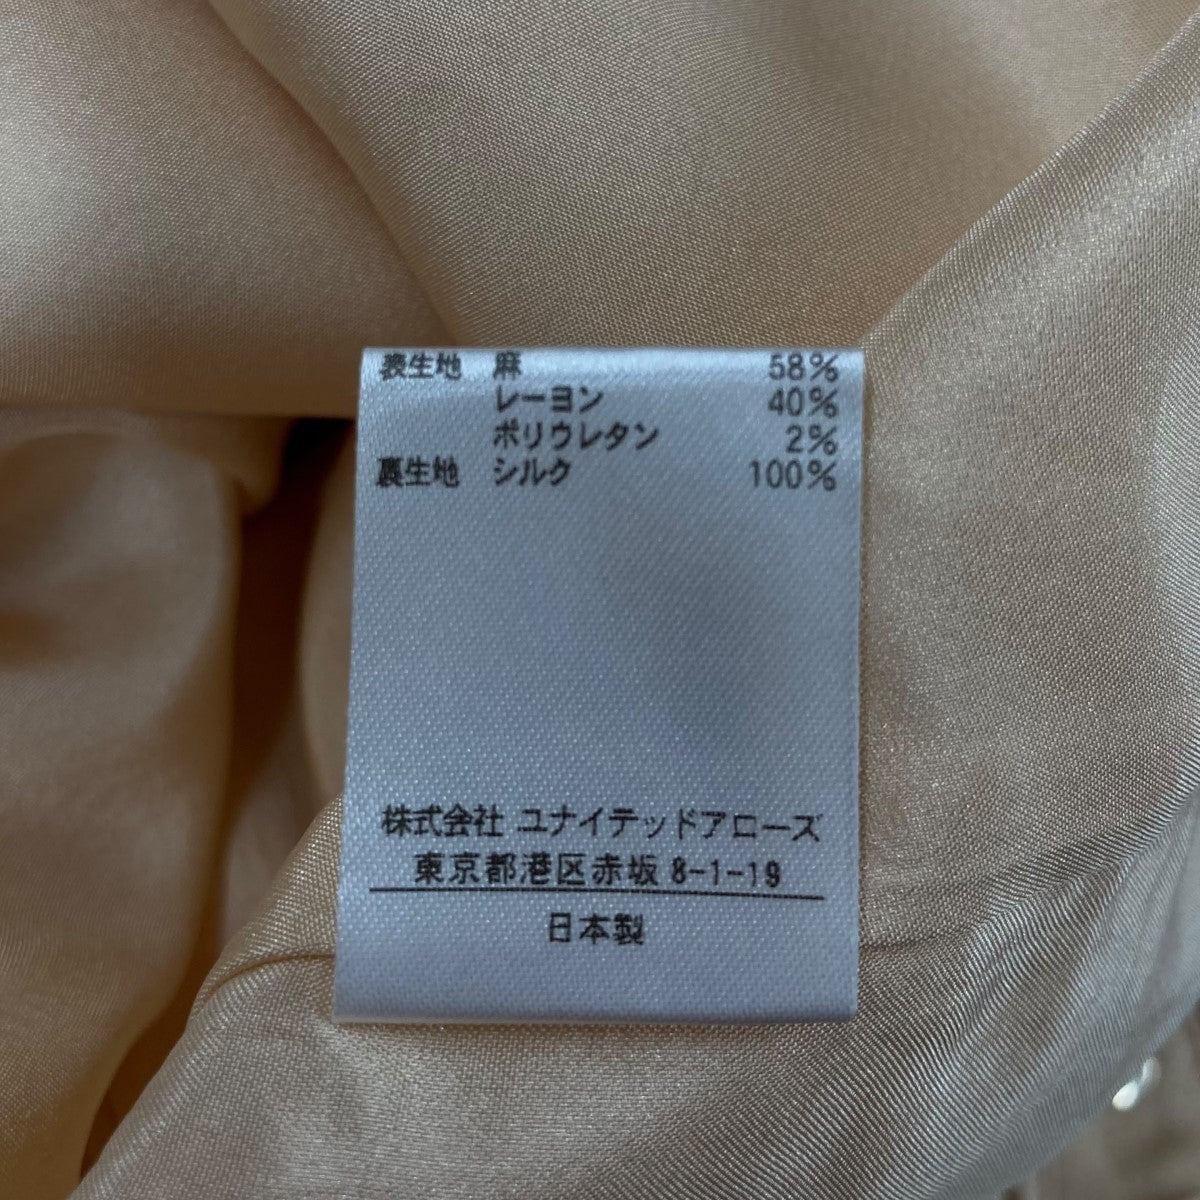 表生地 麻 58%
レーヨン 40%
ポリウレタン 2%
裏生地 シルク 100%
株式会社 ユナイテッドアローズ
東京都港区赤坂 8-1-19
日本製